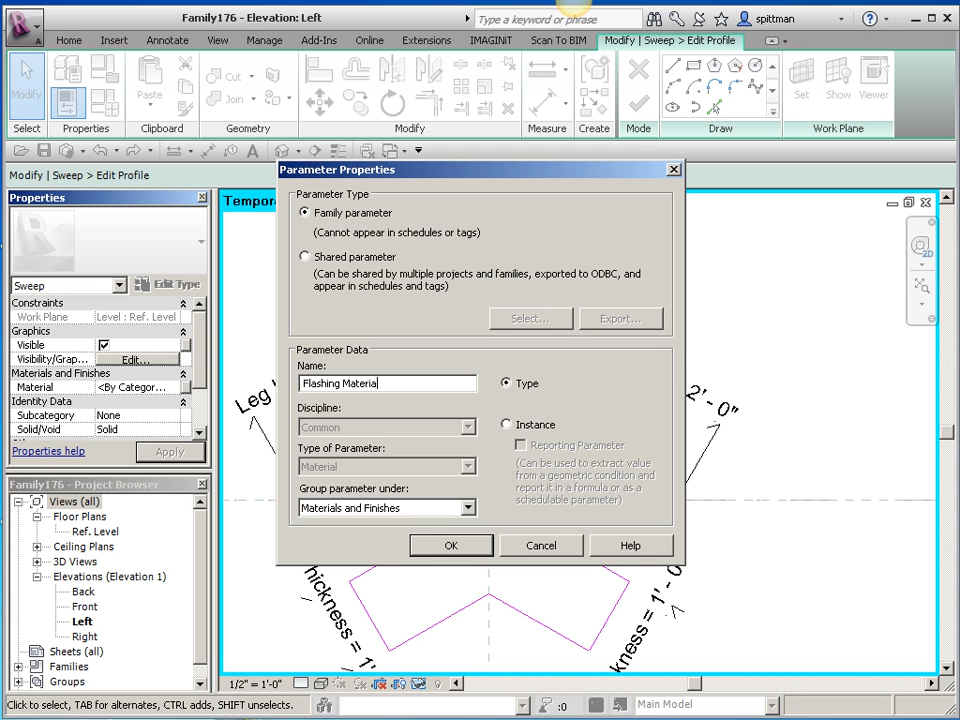 Family176 - Elevation: Left
Type a keyword or phrase
spittman
Home Insert Annotate View Manage Add-Ins Online Extensions IMAGINiT Scan To BIM Modify | Sweep > Edit Profile
Modify
Paste
Cut
Join
Set Show Viewer
Select Properties Clipboard Geometry Modify Measure Create Mode Draw Work Plane
Modify | Sweep > Edit Profile
Properties
Sweep
Edit Type
Constraints
Work Plane Level : Ref. Level
Graphics
Visible
Visibility/Grap... Edit...
Materials and Finishes
Material <By Categor...
Identity Data
Subcategory None
Solid/Void Solid
Properties help
Apply
Family176 - Project Browser
Views (all)
Floor Plans
Ref. Level
Ceiling Plans
3D Views
Elevations (Elevation 1)
Back
Front
Left
Right
Sheets (all)
Families
Groups
Tempora
Parameter Properties
Parameter Type
Family parameter
(Cannot appear in schedules or tags)
Shared parameter
(Can be shared by multiple projects and families, exported to ODBC, and
appear in schedules and tags)
Select...
Export...
Parameter Data
Name:
Flashing Materia
Type
Discipline:
Common
Instance
Reporting Parameter
Type of Parameter:
Material
(Can be used to extract value
from a geometric condition and
report it in a formula or as a
schedulable parameter)
Group parameter under:
Materials and Finishes
OK
Cancel
Help
Leg
2' - 0"
hickness = 1'
kness = 1' - 0
2D
1/2" = 1'-0"
Click to select, TAB for alternates, CTRL adds, SHIFT unselects.
:0
Main Model